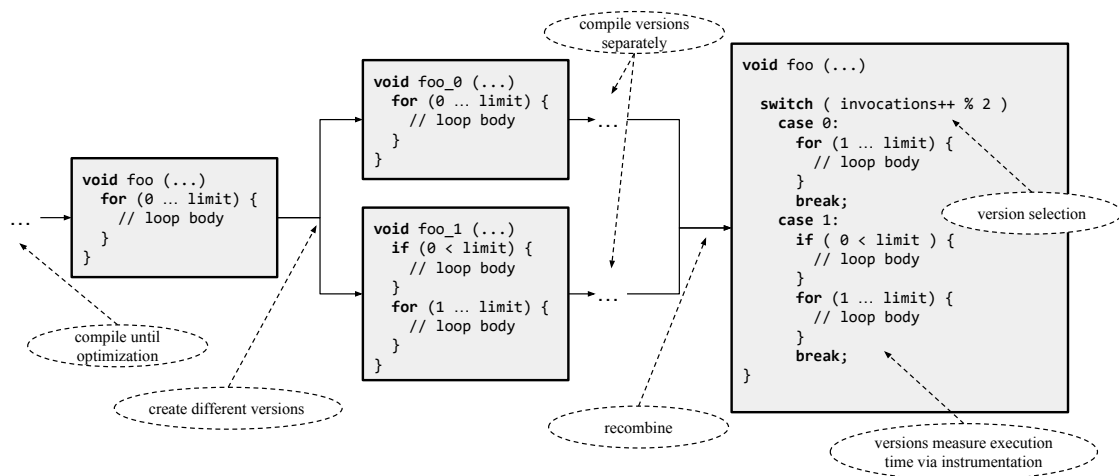 ...
compile until
optimization
void foo (...)
for (0 ... limit) {
// loop body
}
}
create different versions
void foo_0 (...)
for (0 ... limit) {
// loop body
}
}
void foo_1 (...)
if (0 < limit) {
// loop body
}
for (1 ... limit) {
// loop body
}
}
compile versions
separately
...
...
recombine
void foo (...)
switch ( invocations++ % 2 )
case 0:
for (1 ... limit) {
// loop body
}
break;
case 1:
if ( 0 < limit ) {
// loop body
}
for (1 ... limit) {
// loop body
}
break;
}
version selection
versions measure execution
time via instrumentation